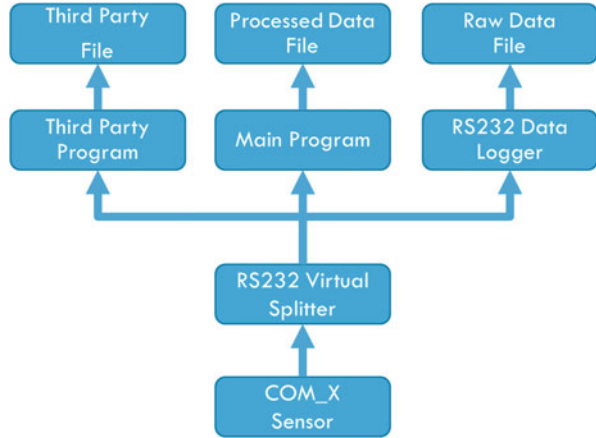 Third Party
File
Processed Data
File
Raw Data
File
Third Party
Program
Main Program
RS232 Data
Logger
RS232 Virtual
Splitter
COM_X
Sensor